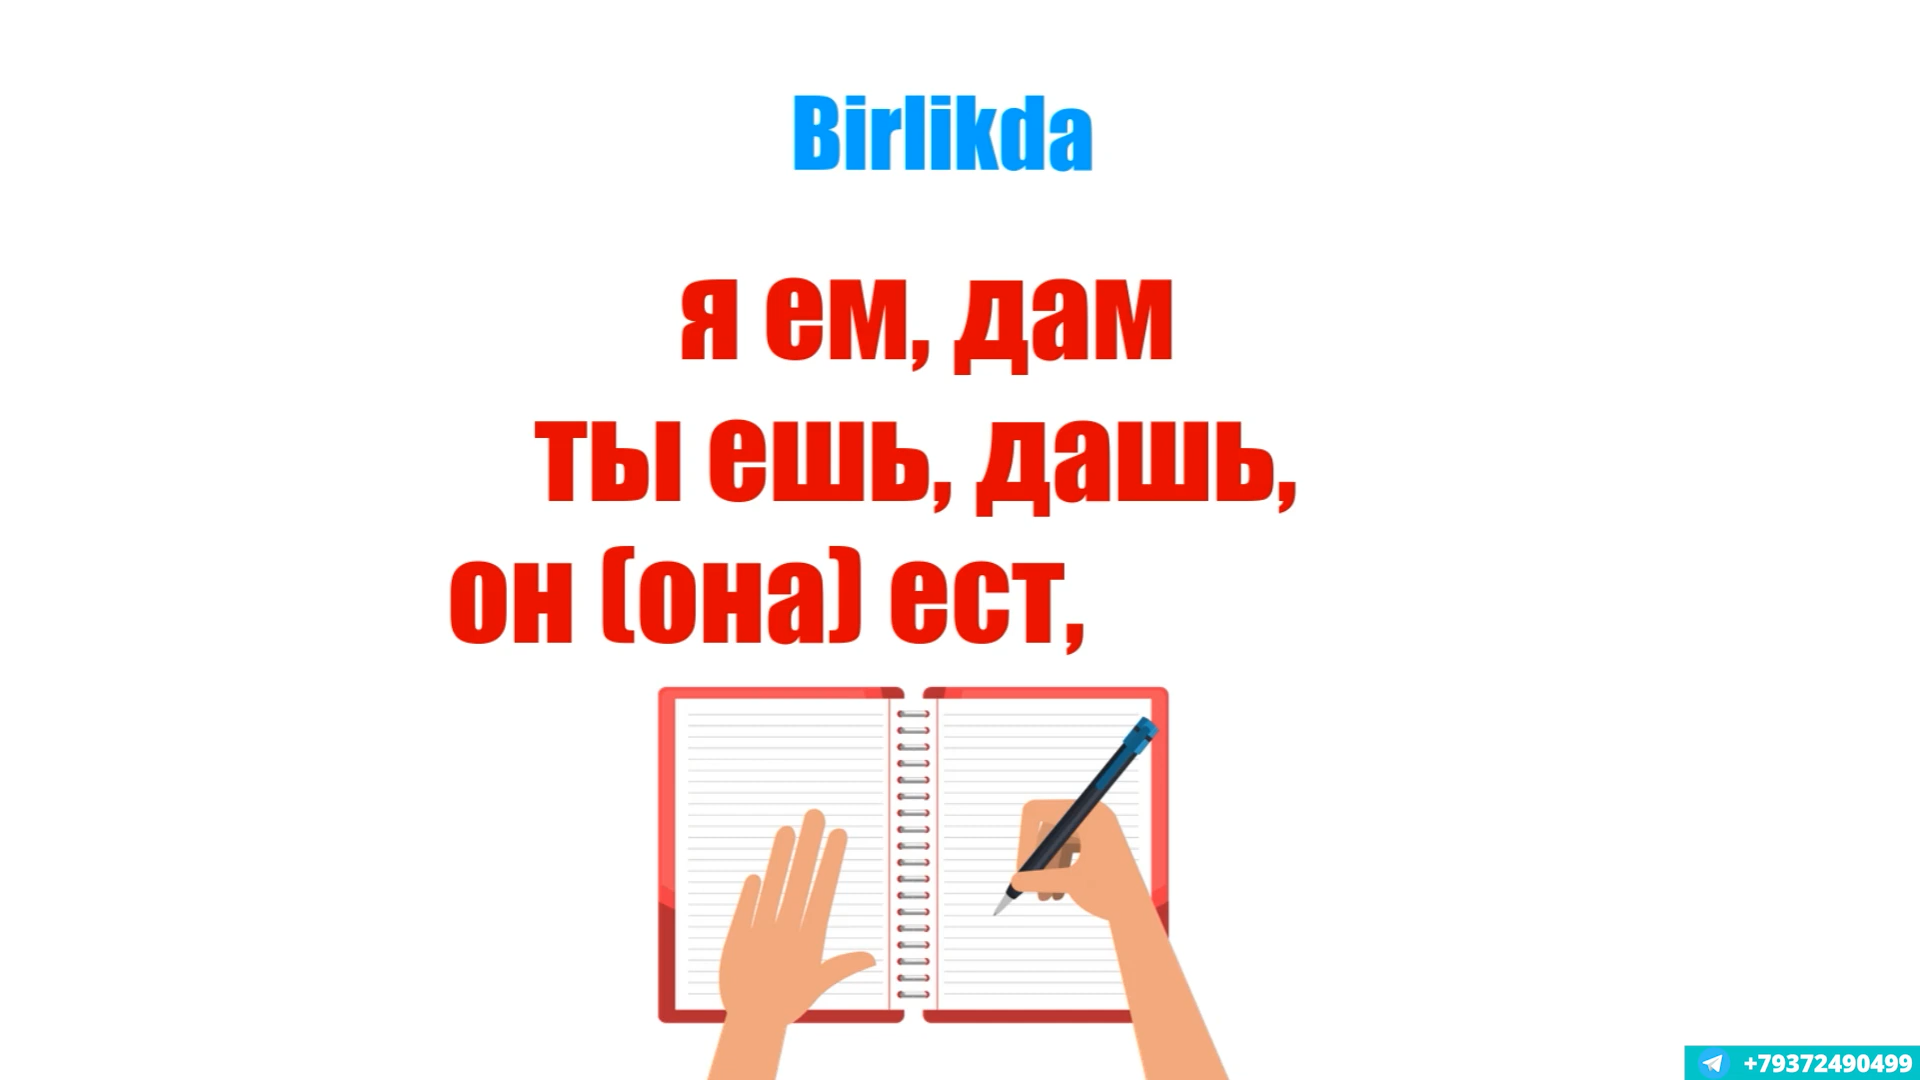 Birlikda
я ем, дам
ты ешь, дашь,
он (она) ест,
+79372490499